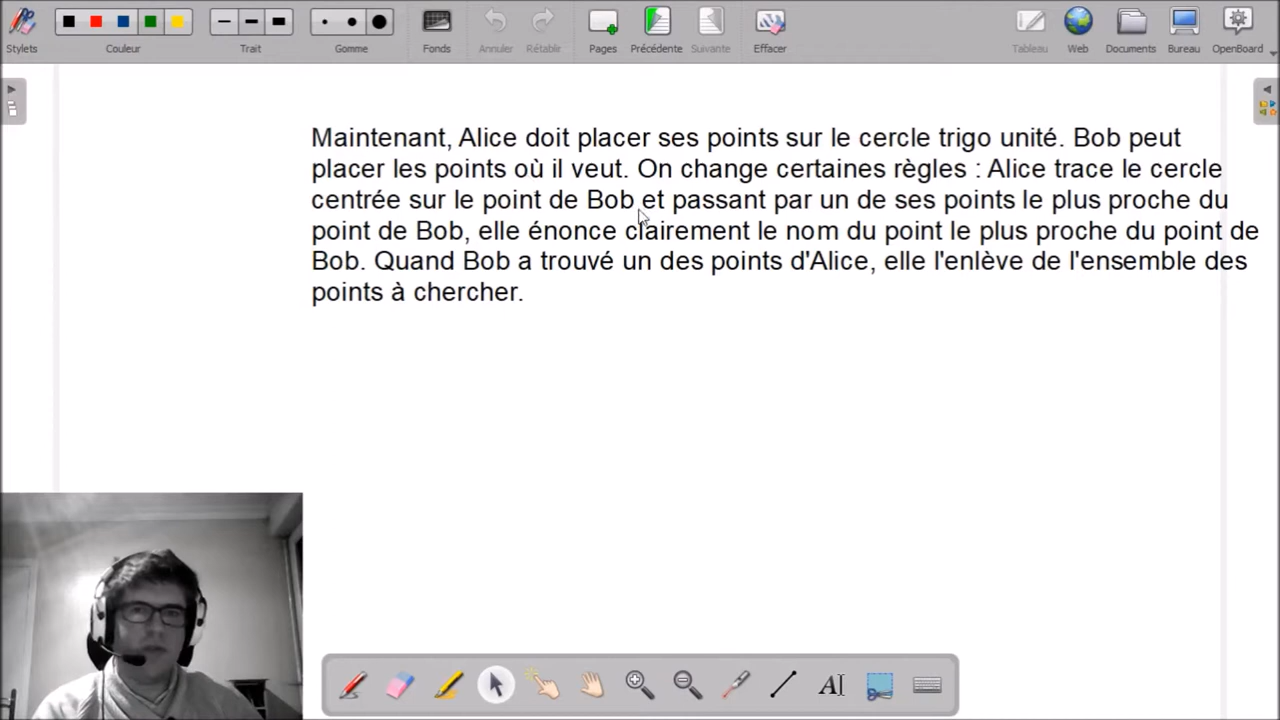 Stylets
Couleur
Trait
Gomme
Fonds
Annuler
Rétablir
Pages
Précédente
Suivante
Effacer
Tableau
Web
Documents
Bureau
OpenBoard
Maintenant, Alice doit placer ses points sur le cercle trigo unité. Bob peut
placer les points où il veut. On change certaines règles : Alice trace le cercle
centrée sur le point de Bob et passant par un de ses points le plus proche du
point de Bob, elle énonce clairement le nom du point le plus proche du point de
Bob. Quand Bob a trouvé un des points d'Alice, elle l'enlève de l'ensemble des
points à chercher.
AI